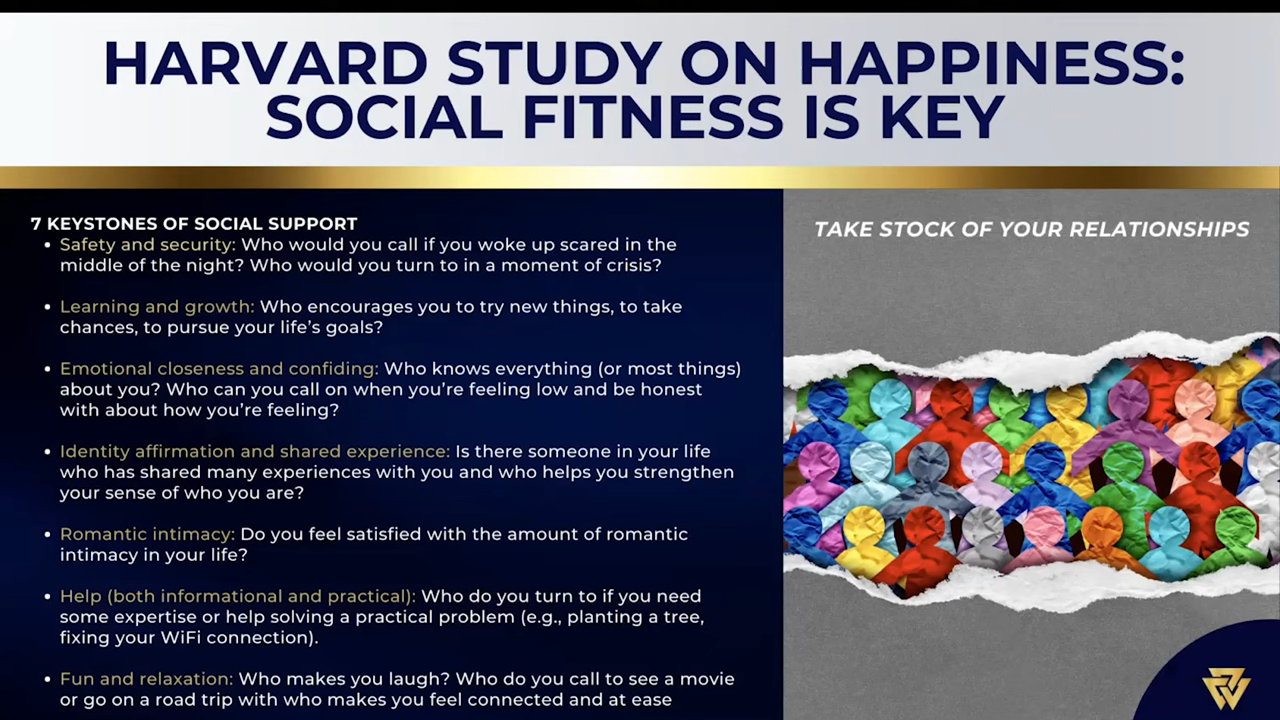 HARVARD STUDY ON HAPPINESS:
SOCIAL FITNESS IS KEY
7 KEYSTONES OF SOCIAL SUPPORT
• Safety and security: Who would you call if you woke up scared in the
middle of the night? Who would you turn to in a moment of crisis?
• Learning and growth: Who encourages you to try new things, to take
chances, to pursue your life's goals?
• Emotional closeness and confiding: Who knows everything (or most things)
about you? Who can you call on when you're feeling low and be honest
with about how you're feeling?
• Identity affirmation and shared experience: Is there someone in your life
who has shared many experiences with you and who helps you strengthen
your sense of who you are?
• Romantic intimacy: Do you feel satisfied with the amount of romantic
intimacy in your life?
• Help (both informational and practical): Who do you turn to if you need
some expertise or help solving a practical problem (e.g., planting a tree,
fixing your WiFi connection).
• Fun and relaxation: Who makes you laugh? Who do you call to see a movie
or go on a road trip with who makes you feel connected and at ease
TAKE STOCK OF YOUR RELATIONSHIPS